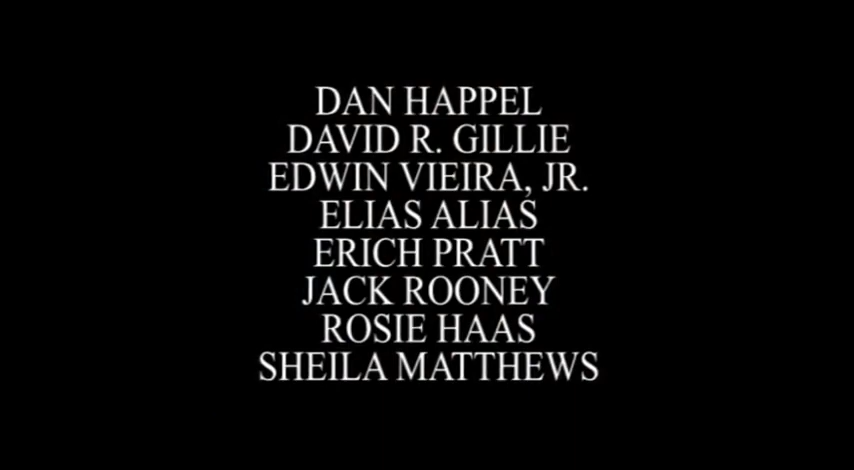 DAN HAPPEL
DAVID R. GILLIE
EDWIN VIEIRA, JR.
ELIAS ALIAS
ERICH PRATT
JACK ROONEY
ROSIE HAAS
SHEILA MATTHEWS